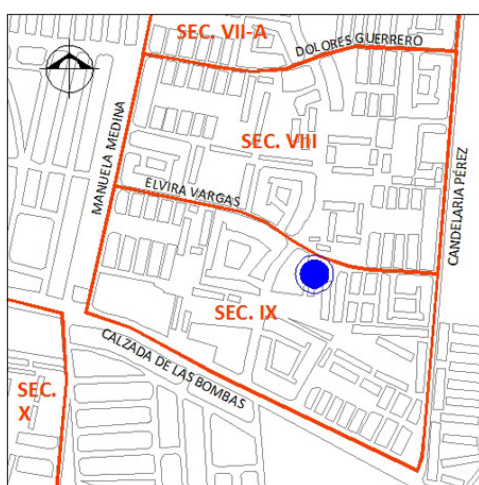 SEC. VII-A
DOLORES GUERRERO
MANUELA MEDINA
SEC. VIII
CANDELARIA PÉREZ
ELVIRA VARGAS
SEC. IX
CALZADA DE LAS BOMBAS
SEC.
X